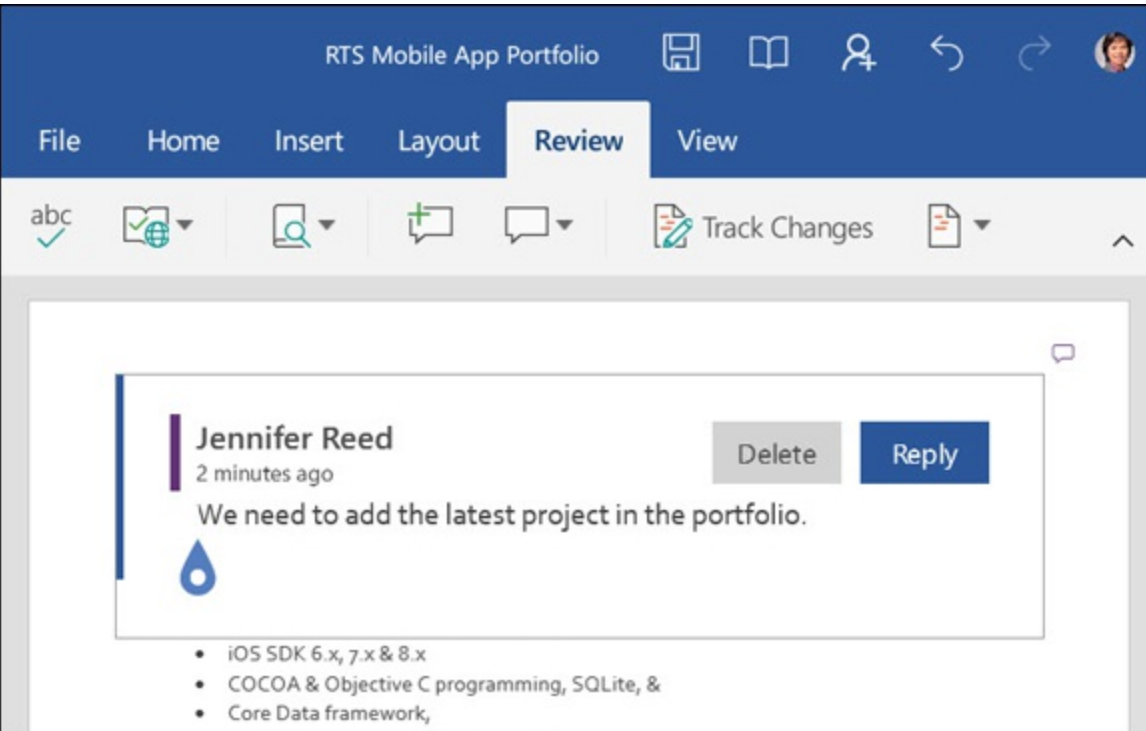 RTS Mobile App Portfolio
File Home Insert Layout Review View
abc Track Changes
Jennifer Reed
2 minutes ago
Delete Reply
We need to add the latest project in the portfolio.
• iOS SDK 6.x, 7.x & 8.x
• COCOA & Objective C programming, SQLite, &
• Core Data framework,